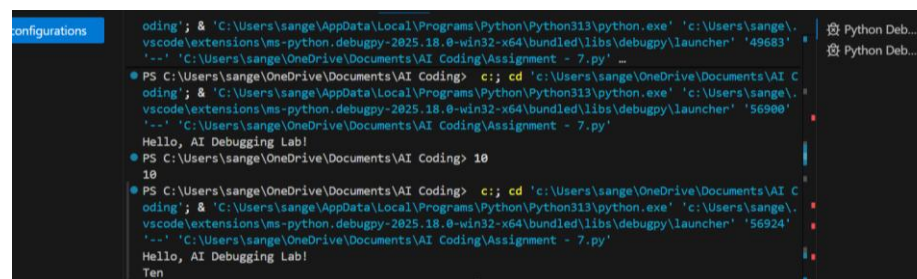 configurations
oding'; & 'C:\Users\sange\AppData\Local\Programs\Python\Python313\python.exe' 'c:\Users\sange\.
vscode\extensions\ms-python.debugpy-2025.18.0-win32-x64\bundled\libs\debugpy\launcher' '49683'
'--' 'C:\Users\sange\OneDrive\Documents\AI Coding\Assignment - 7.py' …
PS C:\Users\sange\OneDrive\Documents\AI Coding>  c:; cd 'c:\Users\sange\OneDrive\Documents\AI C
oding'; & 'C:\Users\sange\AppData\Local\Programs\Python\Python313\python.exe' 'c:\Users\sange\.
vscode\extensions\ms-python.debugpy-2025.18.0-win32-x64\bundled\libs\debugpy\launcher' '56900'
'--' 'C:\Users\sange\OneDrive\Documents\AI Coding\Assignment - 7.py'
Hello, AI Debugging Lab!
PS C:\Users\sange\OneDrive\Documents\AI Coding> 10
10
PS C:\Users\sange\OneDrive\Documents\AI Coding>  c:; cd 'c:\Users\sange\OneDrive\Documents\AI C
oding'; & 'C:\Users\sange\AppData\Local\Programs\Python\Python313\python.exe' 'c:\Users\sange\.
vscode\extensions\ms-python.debugpy-2025.18.0-win32-x64\bundled\libs\debugpy\launcher' '56924'
'--' 'C:\Users\sange\OneDrive\Documents\AI Coding\Assignment - 7.py'
Hello, AI Debugging Lab!
Ten
Python Deb...
Python Deb...